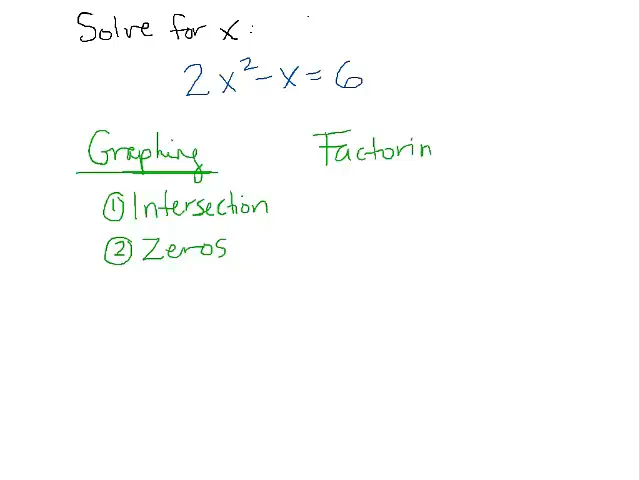 Solve for x:
2x²-x=6
Graphing
① Intersection
② Zeros
Factorin